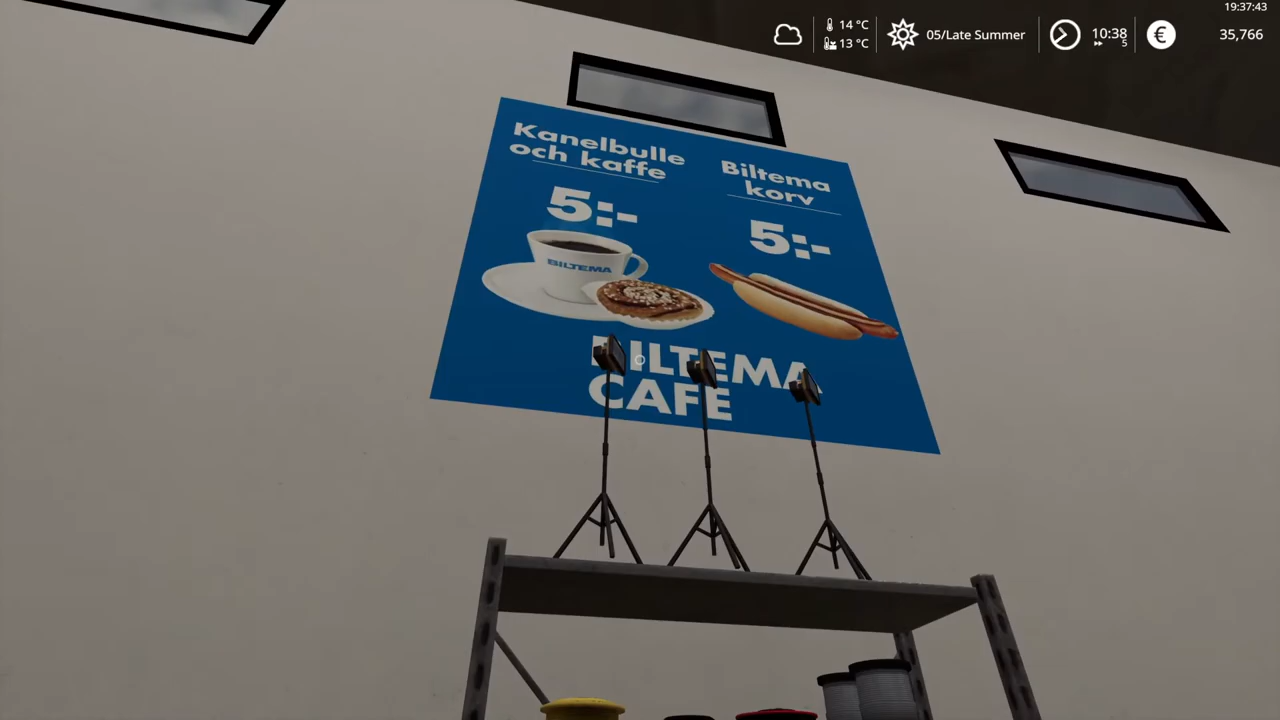 19:37:43
14 °C
13 °C
05/Late Summer
10:38
5
35,766
Kanelbulle
och kaffe
5:-
Biltema
korv
5:-
BILTEMA
BILTEMA
CAFE